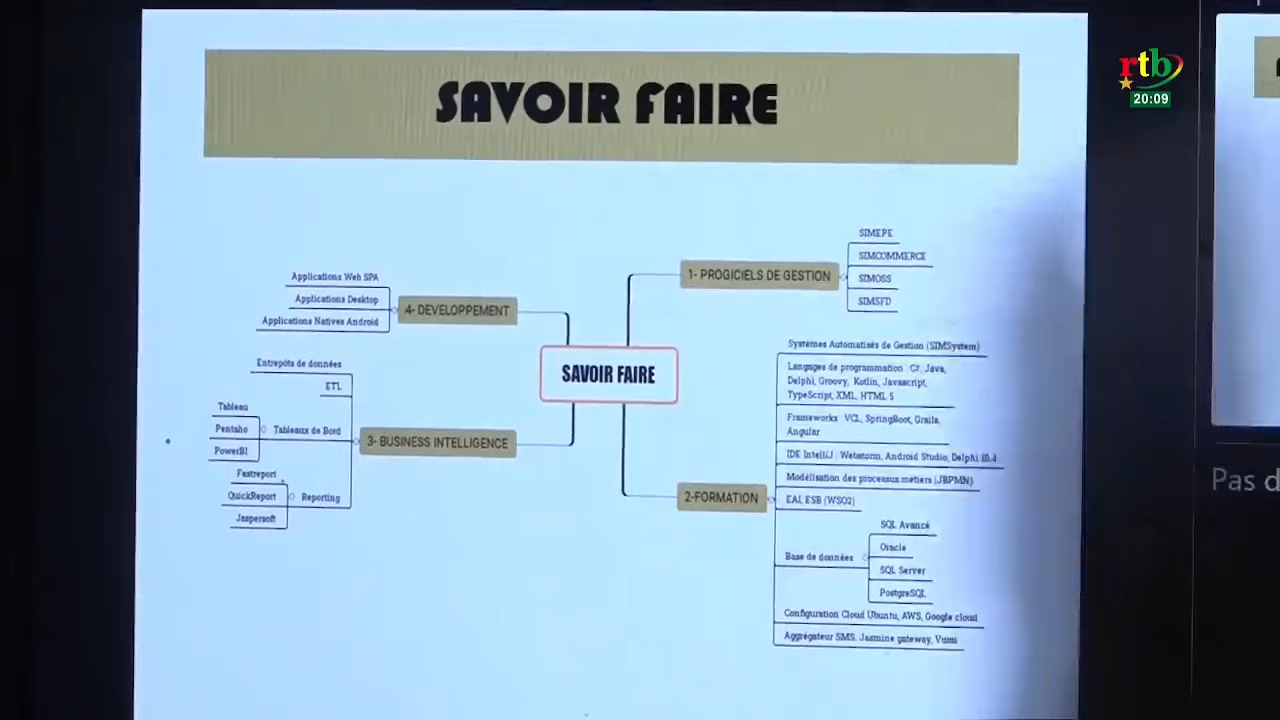 SAVOIR FAIRE
rtb
20:09
SIMEPE
SIMCOMMERCE
SIMOSS
SIMSFD
1- PROGICIELS DE GESTION
Applications Web SPA
Applications Desktop
Applications Natives Android
4- DEVELOPPEMENT
SAVOIR FAIRE
Systèmes Automatisés de Gestion (SIMSystem)
Langages de programmation : C#, Java,
Delphi, Groovy, Kotlin, Javascript,
TypeScript, XML, HTML 5
Frameworks VCL, SpringBoot, Grails,
Angular
IDE IntelliJ : Webstorm, Android Studio, Delphi 10.4
Modélisation des processus métiers (JBPMN)
EAI, ESB (WSO2)
2-FORMATION
Base de données
SQL Avancé
Oracle
SQL Server
PostgreSQL
Configuration Cloud Ubuntu, AWS, Google cloud
Aggrégateur SMS, Jasmine gateway, Vumi
Entrepôts de données
ETL
Tableau
Pentaho
PowerBI
Tableaux de Bord
3- BUSINESS INTELLIGENCE
Fastreport
QuickReport
Jaspersoft
Reporting
Pas d